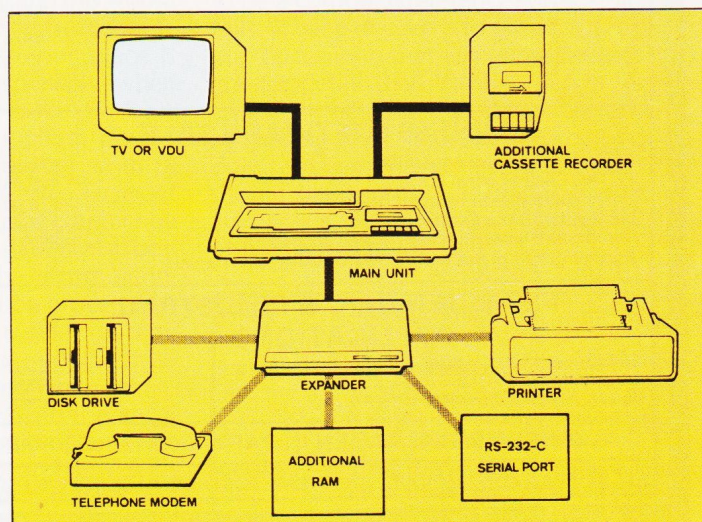 TV OR VDU
ADDITIONAL
CASSETTE RECORDER
MAIN UNIT
DISK DRIVE
EXPANDER
PRINTER
TELEPHONE MODEM
ADDITIONAL
RAM
RS-232-C
SERIAL PORT